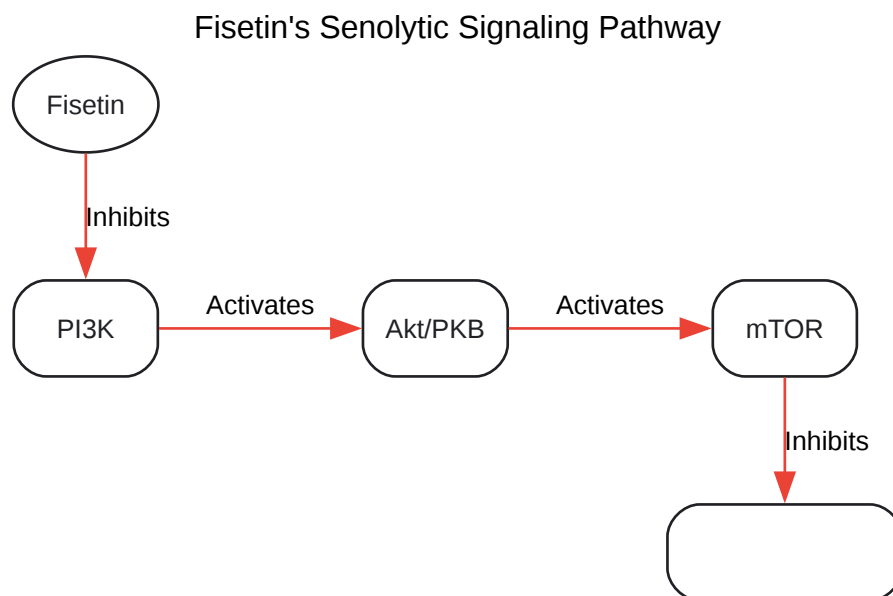 Fisetin's Senolytic Signaling Pathway
Fisetin
Inhibits
PI3K
Activates
Akt/PKB
Activates
mTOR
Inhibits